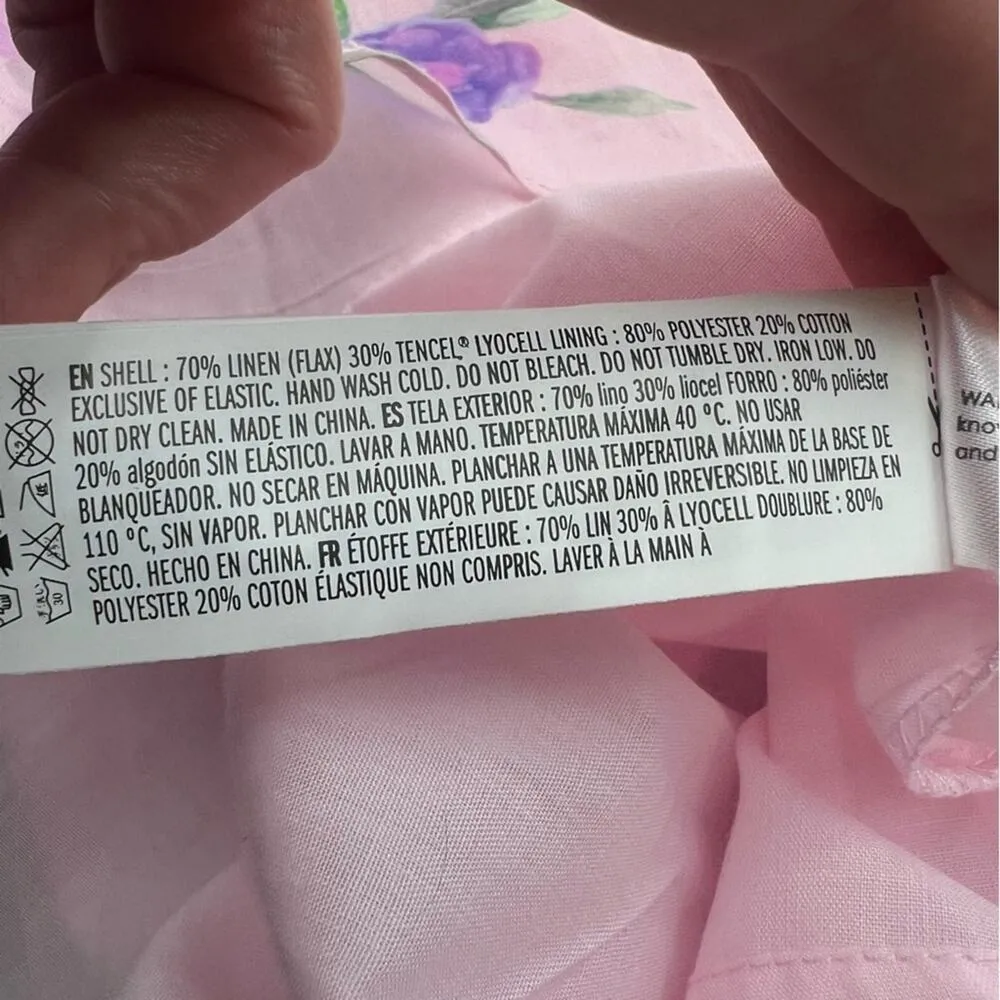 EN SHELL : 70% LINEN (FLAX) 30% TENCEL® LYOCELL LINING : 80% POLYESTER 20% COTTON
EXCLUSIVE OF ELASTIC. HAND WASH COLD. DO NOT BLEACH. DO NOT TUMBLE DRY. IRON LOW. DO
NOT DRY CLEAN. MADE IN CHINA. ES TELA EXTERIOR : 70% lino 30% liocel FORRO : 80% poliéster
20% algodón SIN ELÁSTICO. LAVAR A MANO. TEMPERATURA MÁXIMA 40 °C. NO USAR
BLANQUEADOR. NO SECAR EN MÁQUINA. PLANCHAR A UNA TEMPERATURA MÁXIMA DE LA BASE DE
110 °C, SIN VAPOR. PLANCHAR CON VAPOR PUEDE CAUSAR DAÑO IRREVERSIBLE. NO LIMPIEZA EN
SECO. HECHO EN CHINA. FR ÉTOFFE EXTÉRIEURE : 70% LIN 30% Â LYOCELL DOUBLURE : 80%
POLYESTER 20% COTON ÉLASTIQUE NON COMPRIS. LAVER À LA MAIN À
30
WA
kno
and